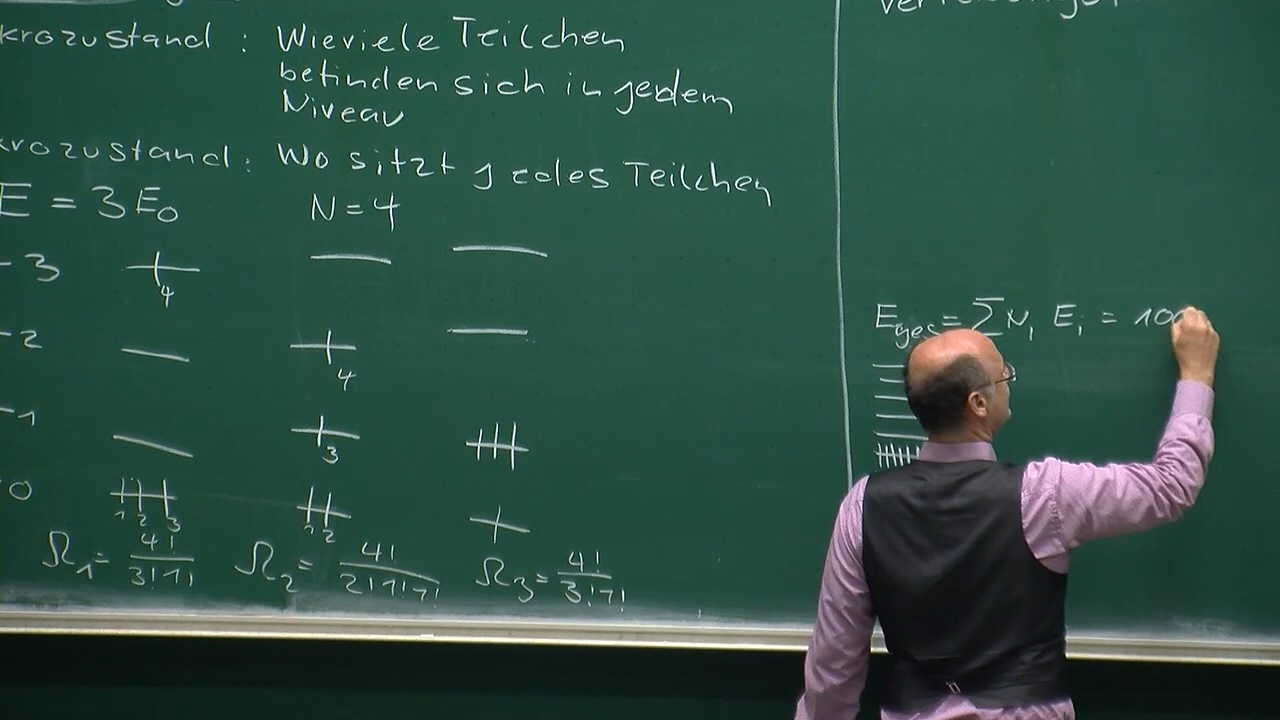 krozustand : Wieviele Teilchen
befinden sich in jedem
Niveau
krozustand : Wo sitzt jedes Teilchen
E = 3E₀ N = 4
3 4
2 4
1 3
0 1 2 3 1 2
Ω₁ = 4! / 3!1! Ω₂ = 4! / 2!1!1! Ω₃ = 4! / 3!1!
E_ges = Σ Nᵢ Eᵢ = 100